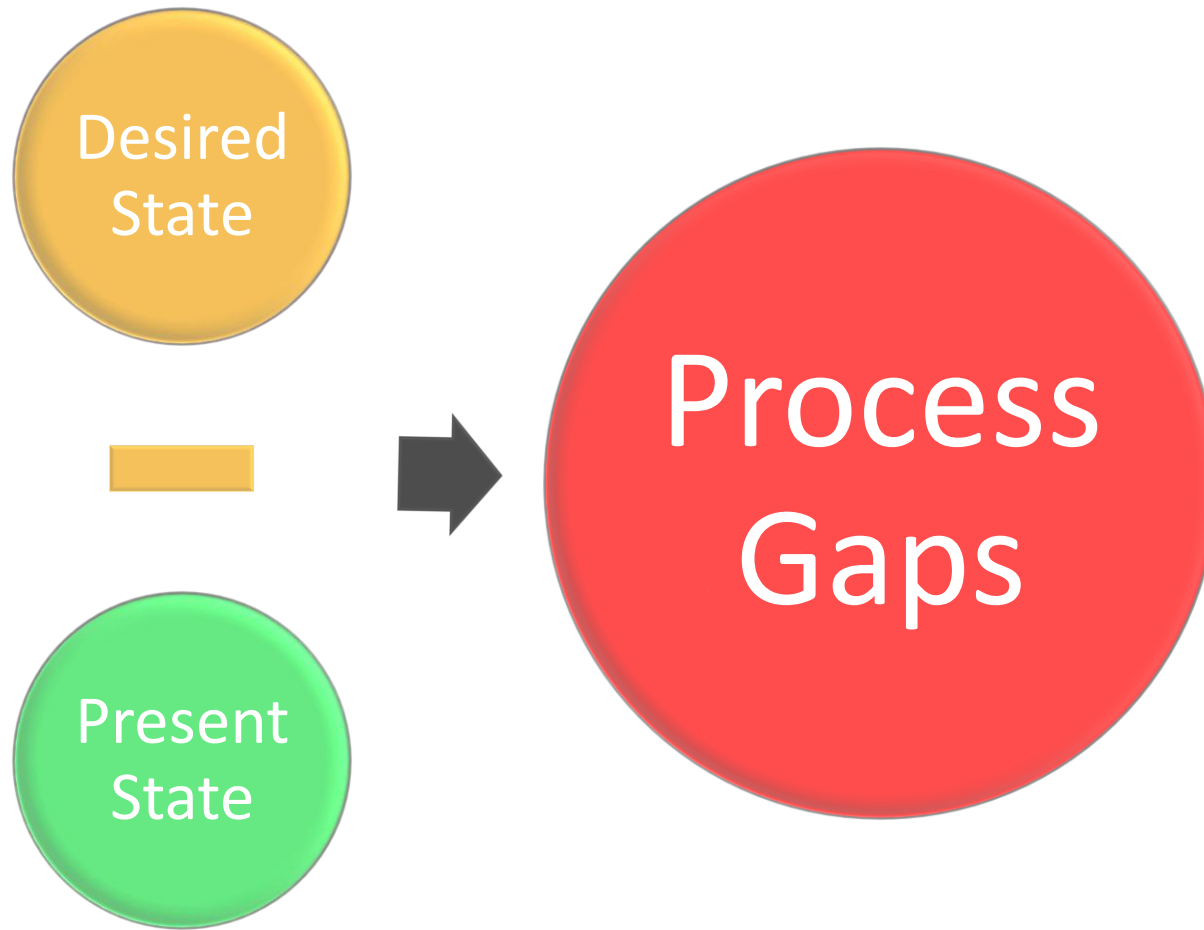 Desired
State
Present
State
Process
Gaps